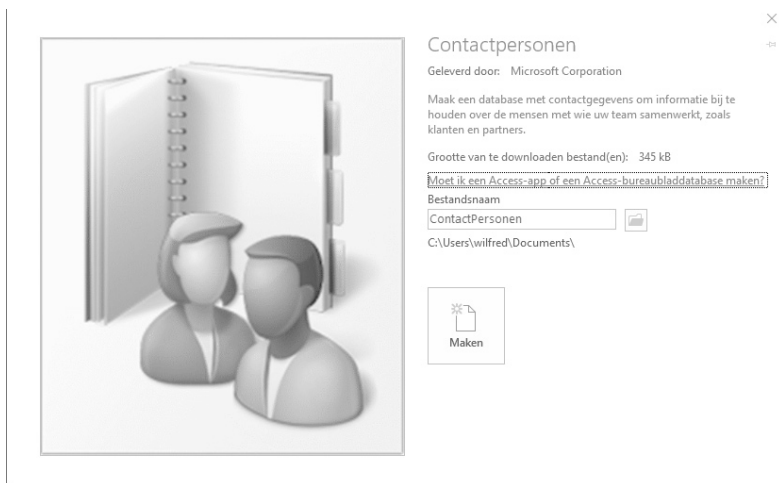 Contactpersonen
Geleverd door: Microsoft Corporation
Maak een database met contactgegevens om informatie bij te
houden over de mensen met wie uw team samenwerkt, zoals
klanten en partners.
Grootte van te downloaden bestand(en): 345 kB
Moet ik een Access-app of een Access-bureaubladdatabase maken?
Bestandsnaam
ContactPersonen
C:\Users\wilfred\Documents\
Maken